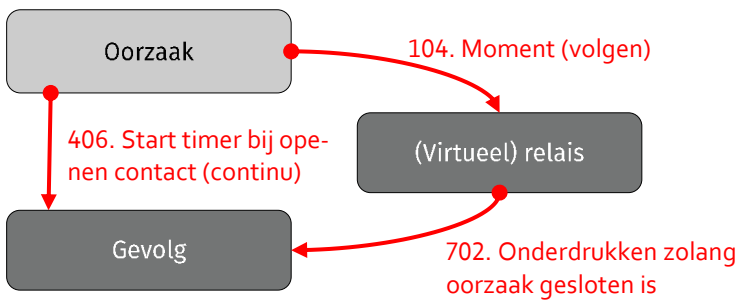 Oorzaak
104. Moment (volgen)
406. Start timer bij ope-
nen contact (continu)
(Virtueel) relais
Gevolg
702. Onderdrukken zolang
oorzaak gesloten is